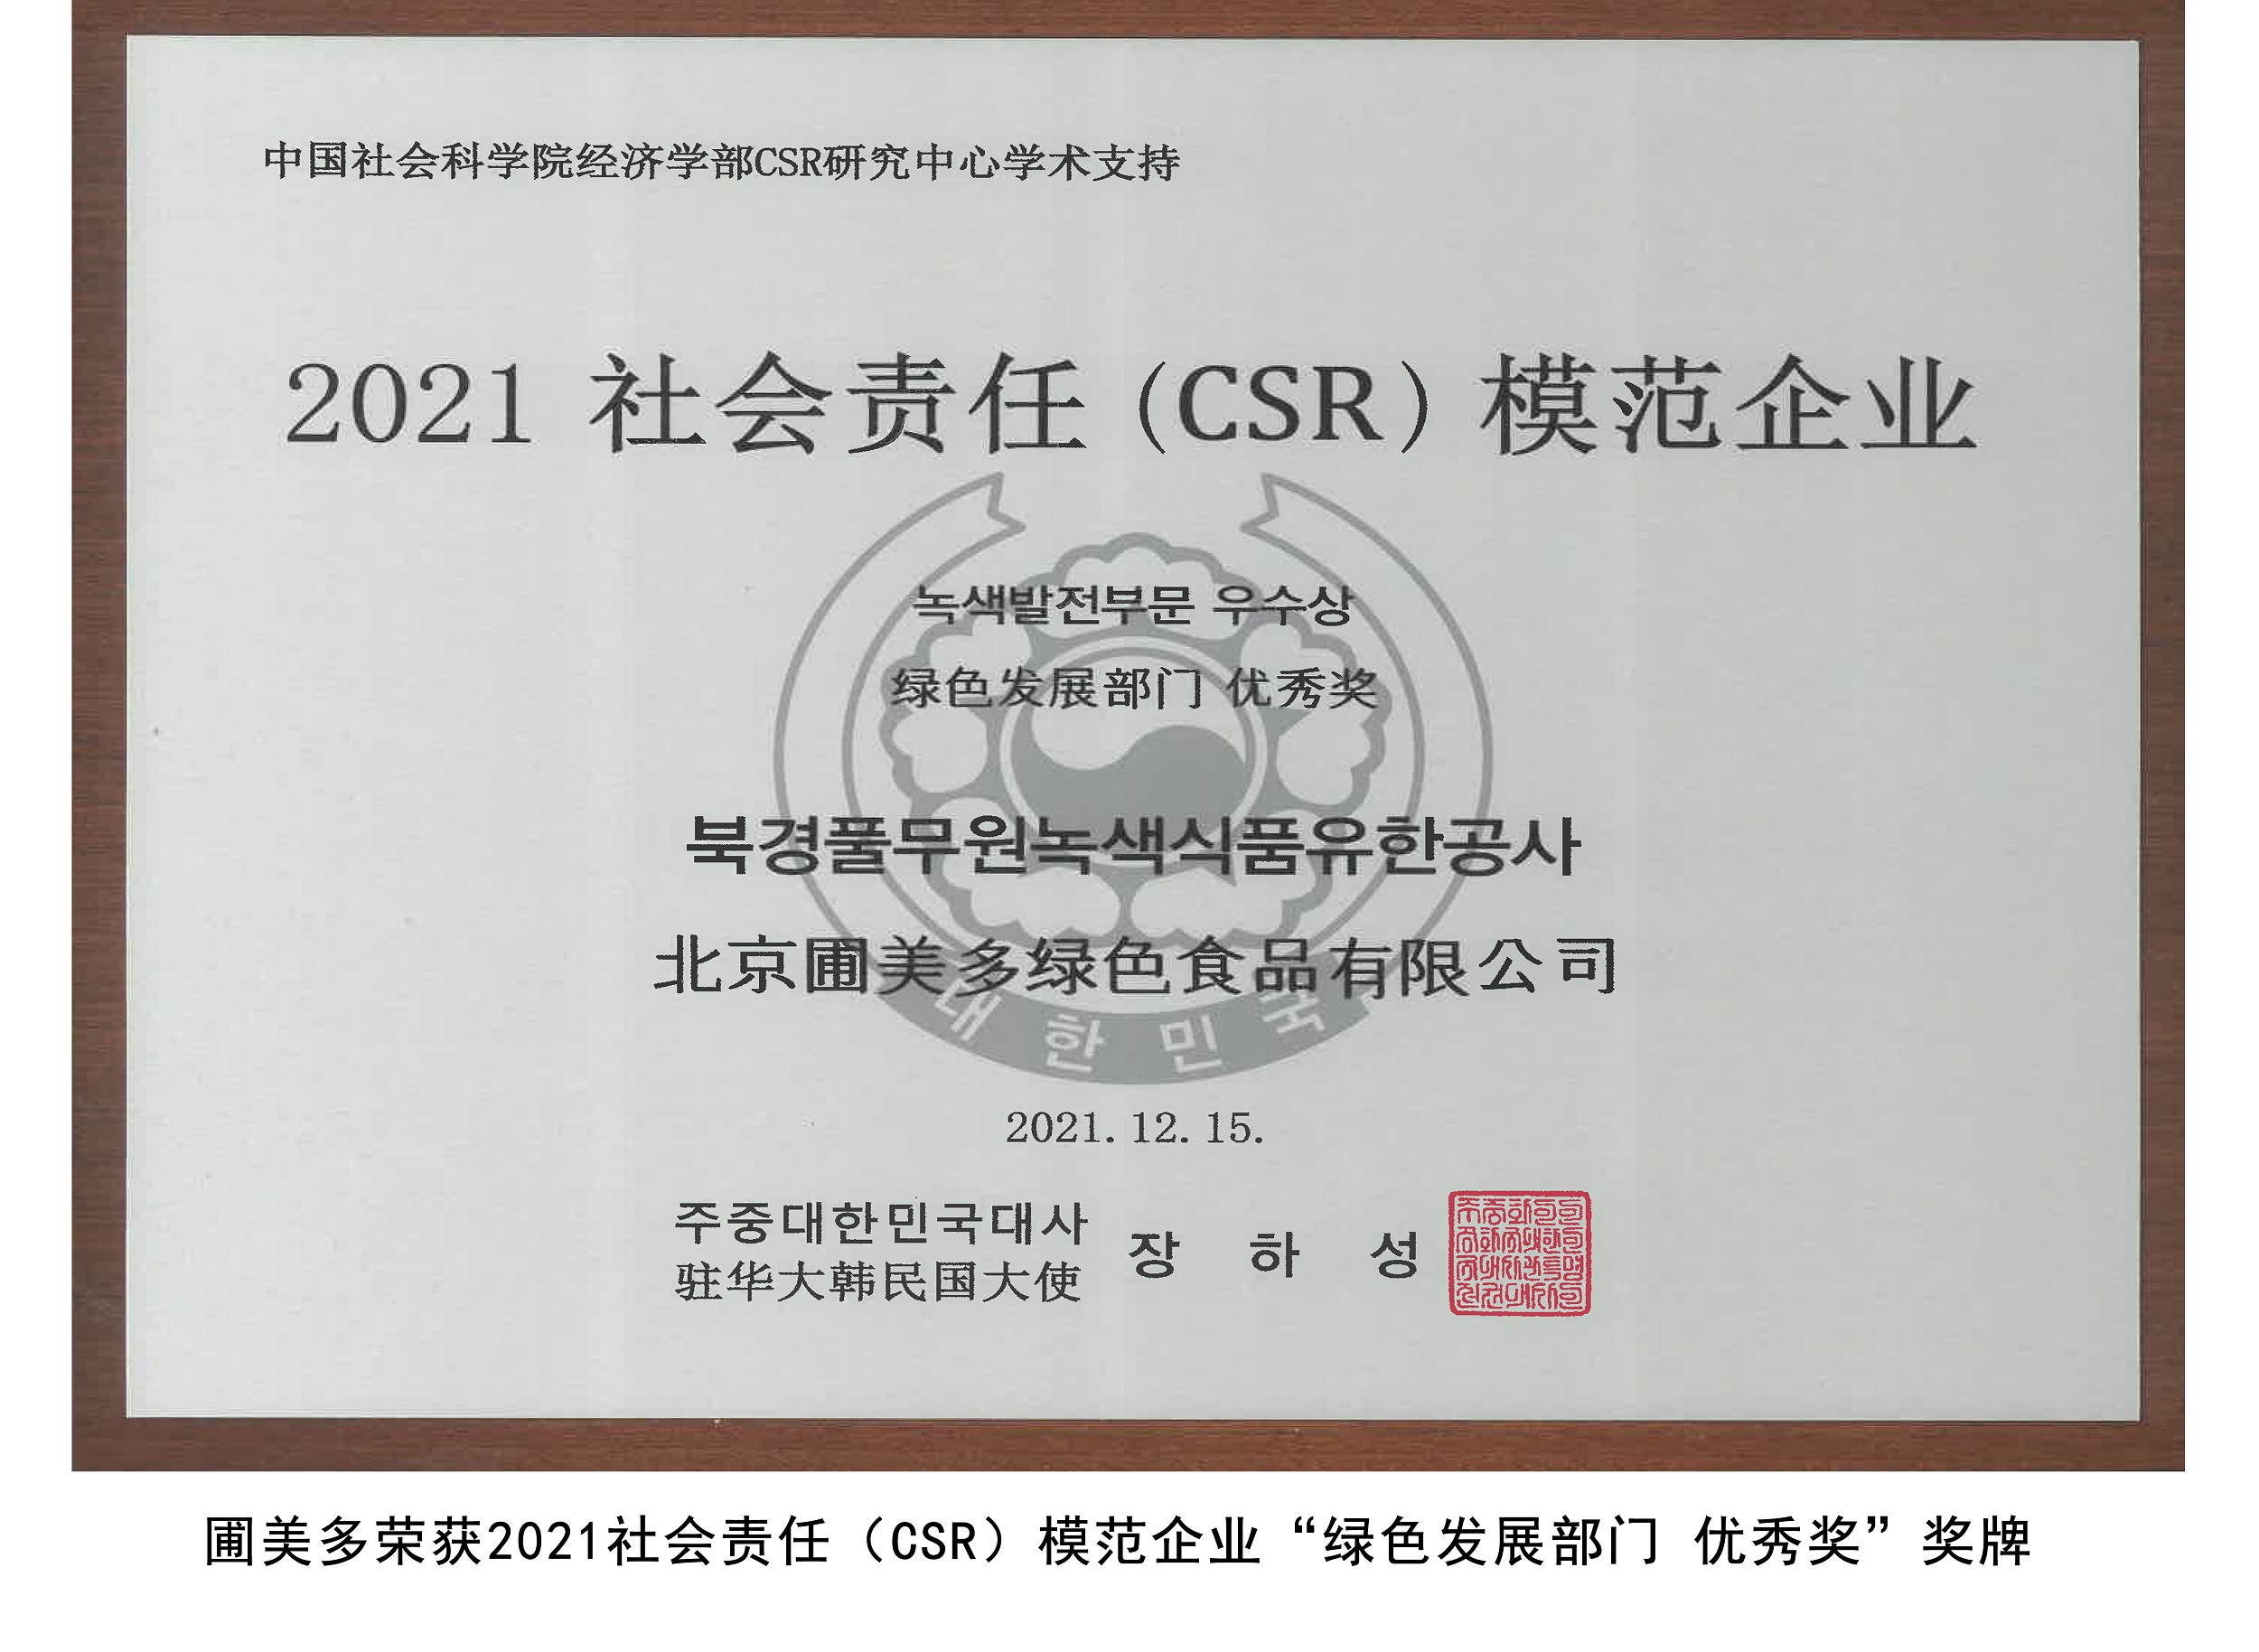 中国社会科学院经济学部CSR研究中心学术支持
2021 社会责任(CSR)模范企业
녹색발전부문 우수상
绿色发展部门 优秀奖
북경풀무원녹색식품유한공사
北京圃美多绿色食品有限公司
대한민국
2021. 12. 15.
주중대한민국대사
驻华大韩民国大使
장 하 성
圃美多荣获2021社会责任（CSR）模范企业“绿色发展部门 优秀奖”奖牌